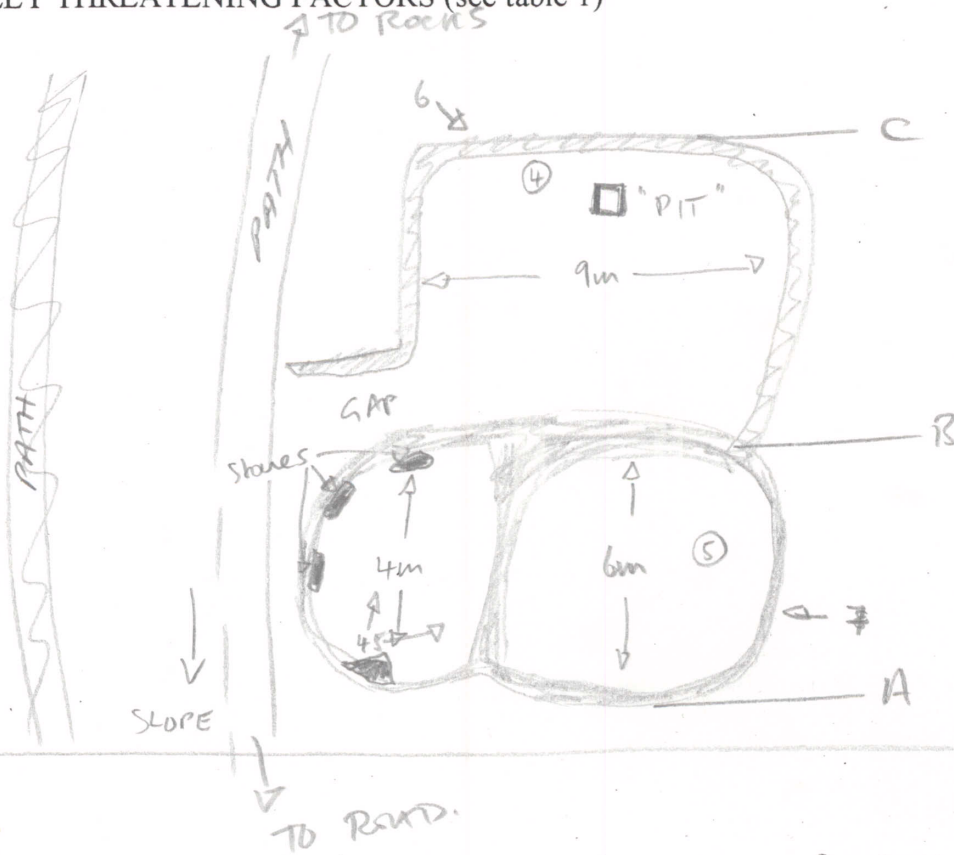 THREATENING FACTORS (see table 1)
TO ROCKS
6
C
4
"PIT"
PATH
9m
GAP
B
PATH
Stones
4m
6m
5
45
SLOPE
A
TO ROAD.